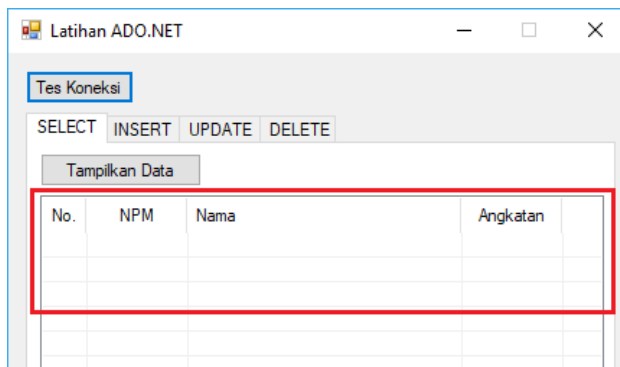 Latihan ADO.NET
Tes Koneksi
SELECT INSERT UPDATE DELETE
Tampilkan Data
No. NPM Nama Angkatan